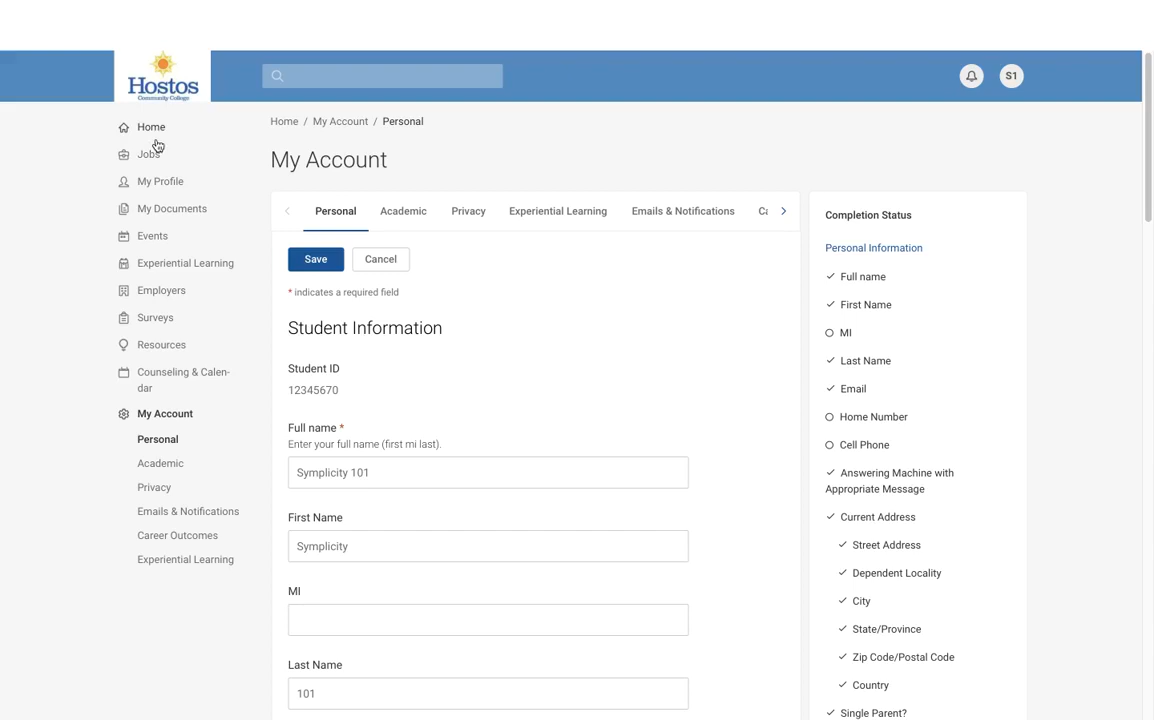 Hostos
Community College
S1
Home
Jobs
My Profile
My Documents
Events
Experiential Learning
Employers
Surveys
Resources
Counseling & Calen-
dar
My Account
Personal
Academic
Privacy
Emails & Notifications
Career Outcomes
Experiential Learning
Home / My Account / Personal
My Account
Personal Academic Privacy Experiential Learning Emails & Notifications
Save Cancel
* indicates a required field
Student Information
Student ID
12345670
Full name *
Enter your full name (first mi last).
Symplicity 101
First Name
Symplicity
MI
Last Name
101
Completion Status
Personal Information
Full name
First Name
MI
Last Name
Email
Home Number
Cell Phone
Answering Machine with
Appropriate Message
Current Address
Street Address
Dependent Locality
City
State/Province
Zip Code/Postal Code
Country
Single Parent?